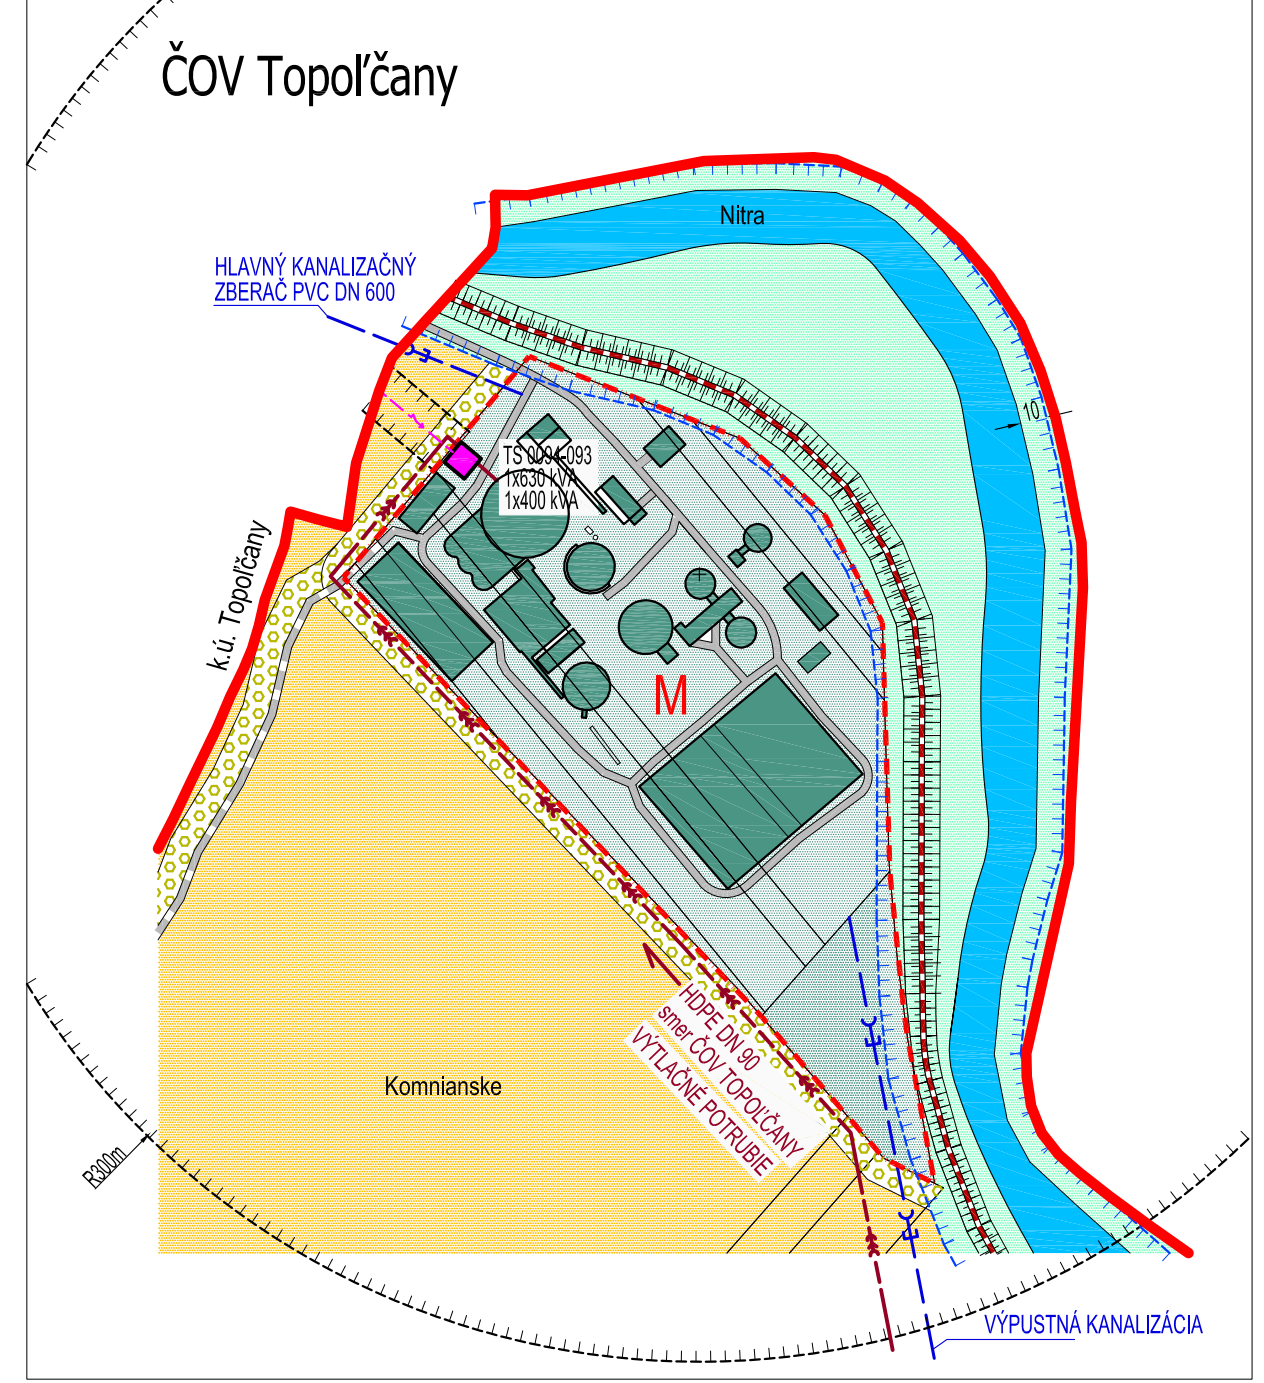 ČOV Topoľčany
Nitra
HLAVNÝ KANALIZAČNÝ
ZBERAČ PVC DN 600
10
TS 0004-093
1x630 kVA
1x400 kVA
k.ú. Topoľčany
M
HDPE DN 90
smer ČOV TOPOĽČANY
VÝTLAČNÉ POTRUBIE
Komnianske
R300m
VÝPUSTNÁ KANALIZÁCIA